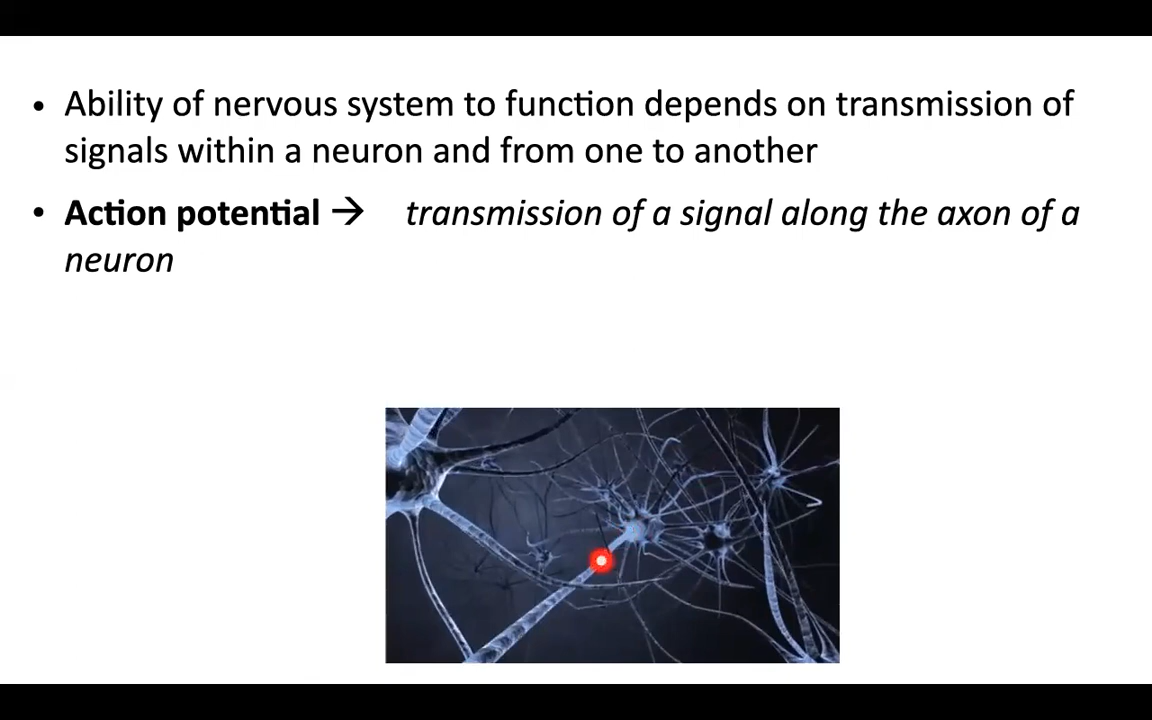 • Ability of nervous system to function depends on transmission of
signals within a neuron and from one to another
• Action potential → transmission of a signal along the axon of a
neuron